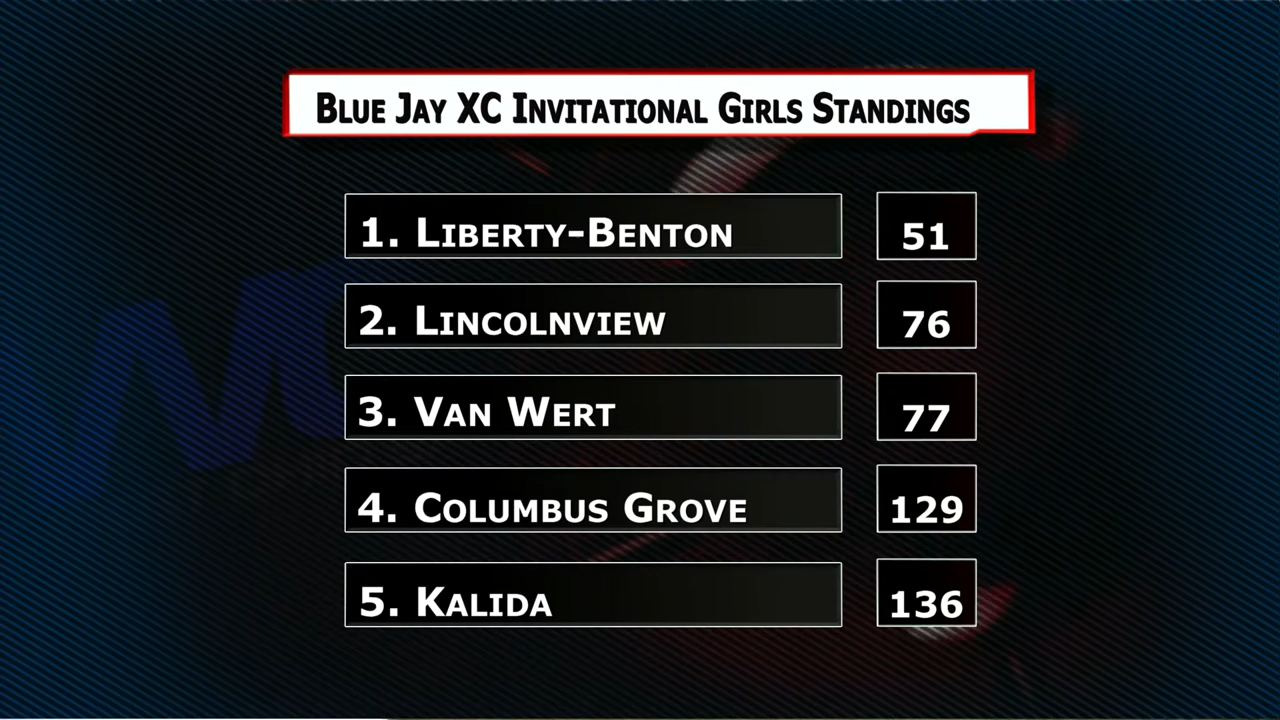 Blue Jay XC Invitational Girls Standings
1. Liberty-Benton 51
2. Lincolnview 76
3. Van Wert 77
4. Columbus Grove 129
5. Kalida 136